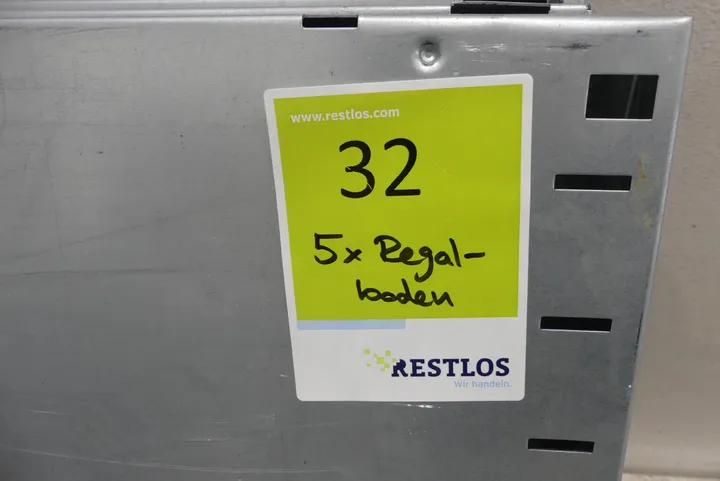 www.restlos.com
32
5x Regal-
boden
RESTLOS
Wir handeln.